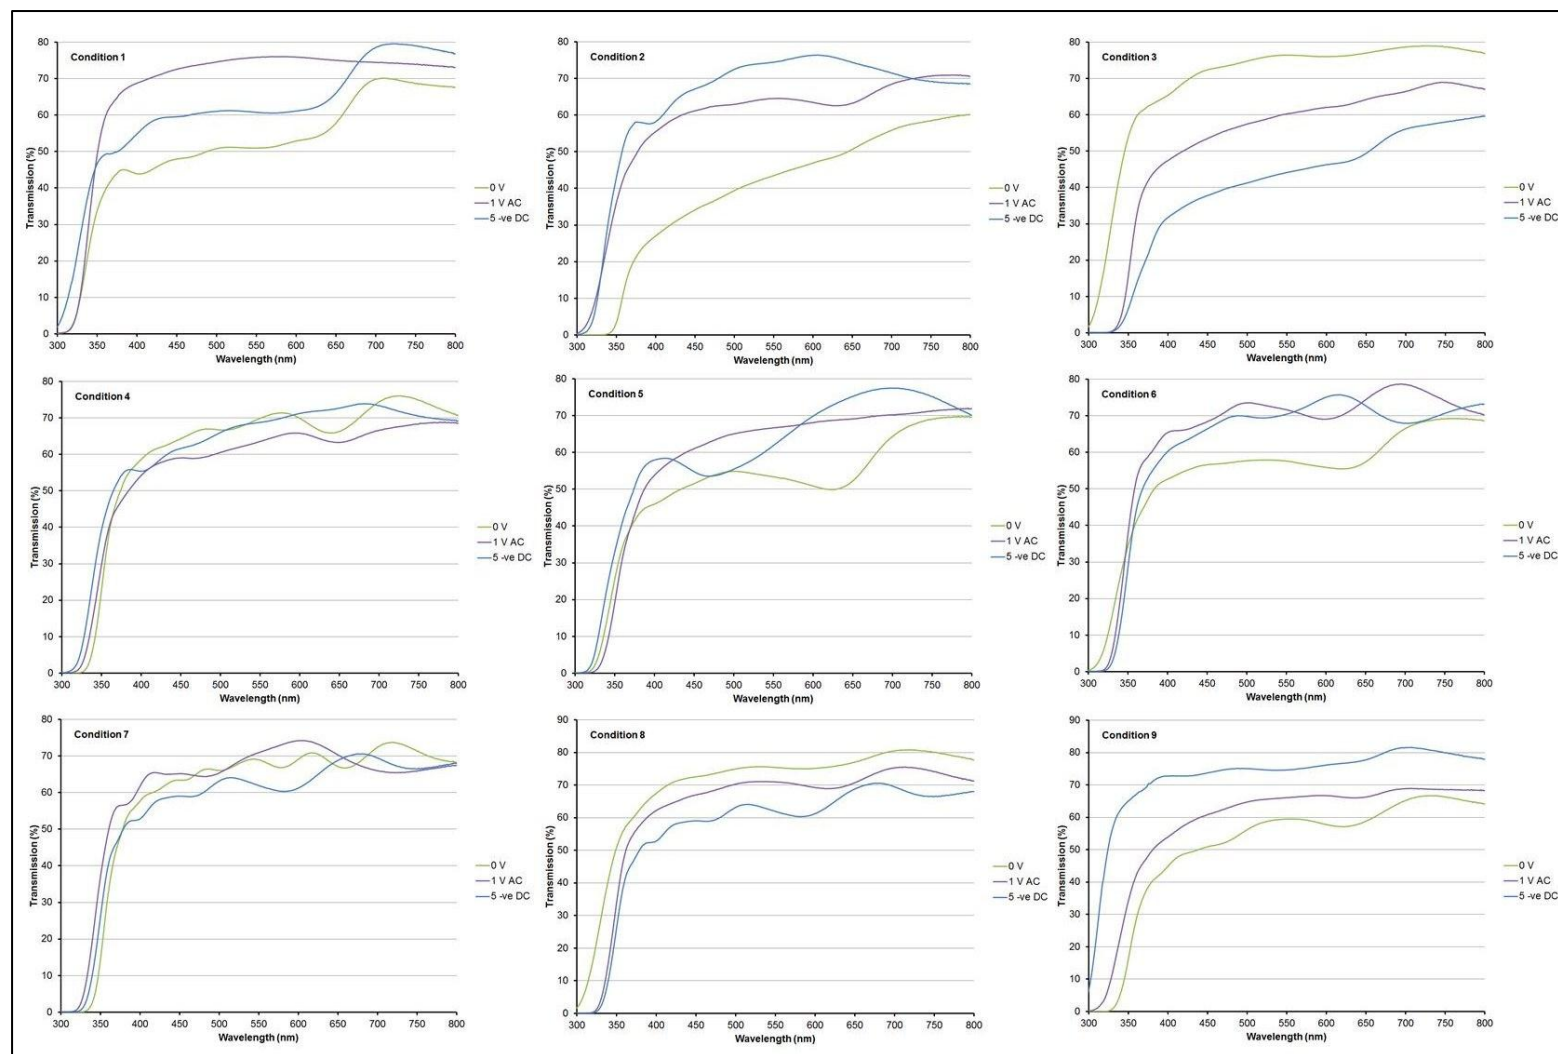 Condition 1
Transmission (%)
80
70
60
50
40
30
20
10
0
300 350 400 450 500 550 600 650 700 750 800
Wavelength (nm)
0 V
1 V AC
5 -ve DC
Condition 2
Transmission (%)
80
70
60
50
40
30
20
10
0
300 350 400 450 500 550 600 650 700 750 800
Wavelength (nm)
0 V
1 V AC
5 -ve DC
Condition 3
Transmission (%)
80
70
60
50
40
30
20
10
0
300 350 400 450 500 550 600 650 700 750 800
Wavelength (nm)
0 V
1 V AC
5 -ve DC
Condition 4
Transmission (%)
80
70
60
50
40
30
20
10
0
300 350 400 450 500 550 600 650 700 750 800
Wavelength (nm)
0 V
1 V AC
5 -ve DC
Condition 5
Transmission (%)
80
70
60
50
40
30
20
10
0
300 350 400 450 500 550 600 650 700 750 800
Wavelength (nm)
0 V
1 V AC
5 -ve DC
Condition 6
Transmission (%)
80
70
60
50
40
30
20
10
0
300 350 400 450 500 550 600 650 700 750 800
Wavelength (nm)
0 V
1 V AC
5 -ve DC
Condition 7
Transmission (%)
80
70
60
50
40
30
20
10
0
300 350 400 450 500 550 600 650 700 750 800
Wavelength (nm)
0 V
1 V AC
5 -ve DC
Condition 8
Transmission (%)
90
80
70
60
50
40
30
20
10
0
300 350 400 450 500 550 600 650 700 750 800
Wavelength (nm)
0 V
1 V AC
5 -ve DC
Condition 9
Transmission (%)
90
80
70
60
50
40
30
20
10
0
300 350 400 450 500 550 600 650 700 750 800
Wavelength (nm)
0 V
1 V AC
5 -ve DC